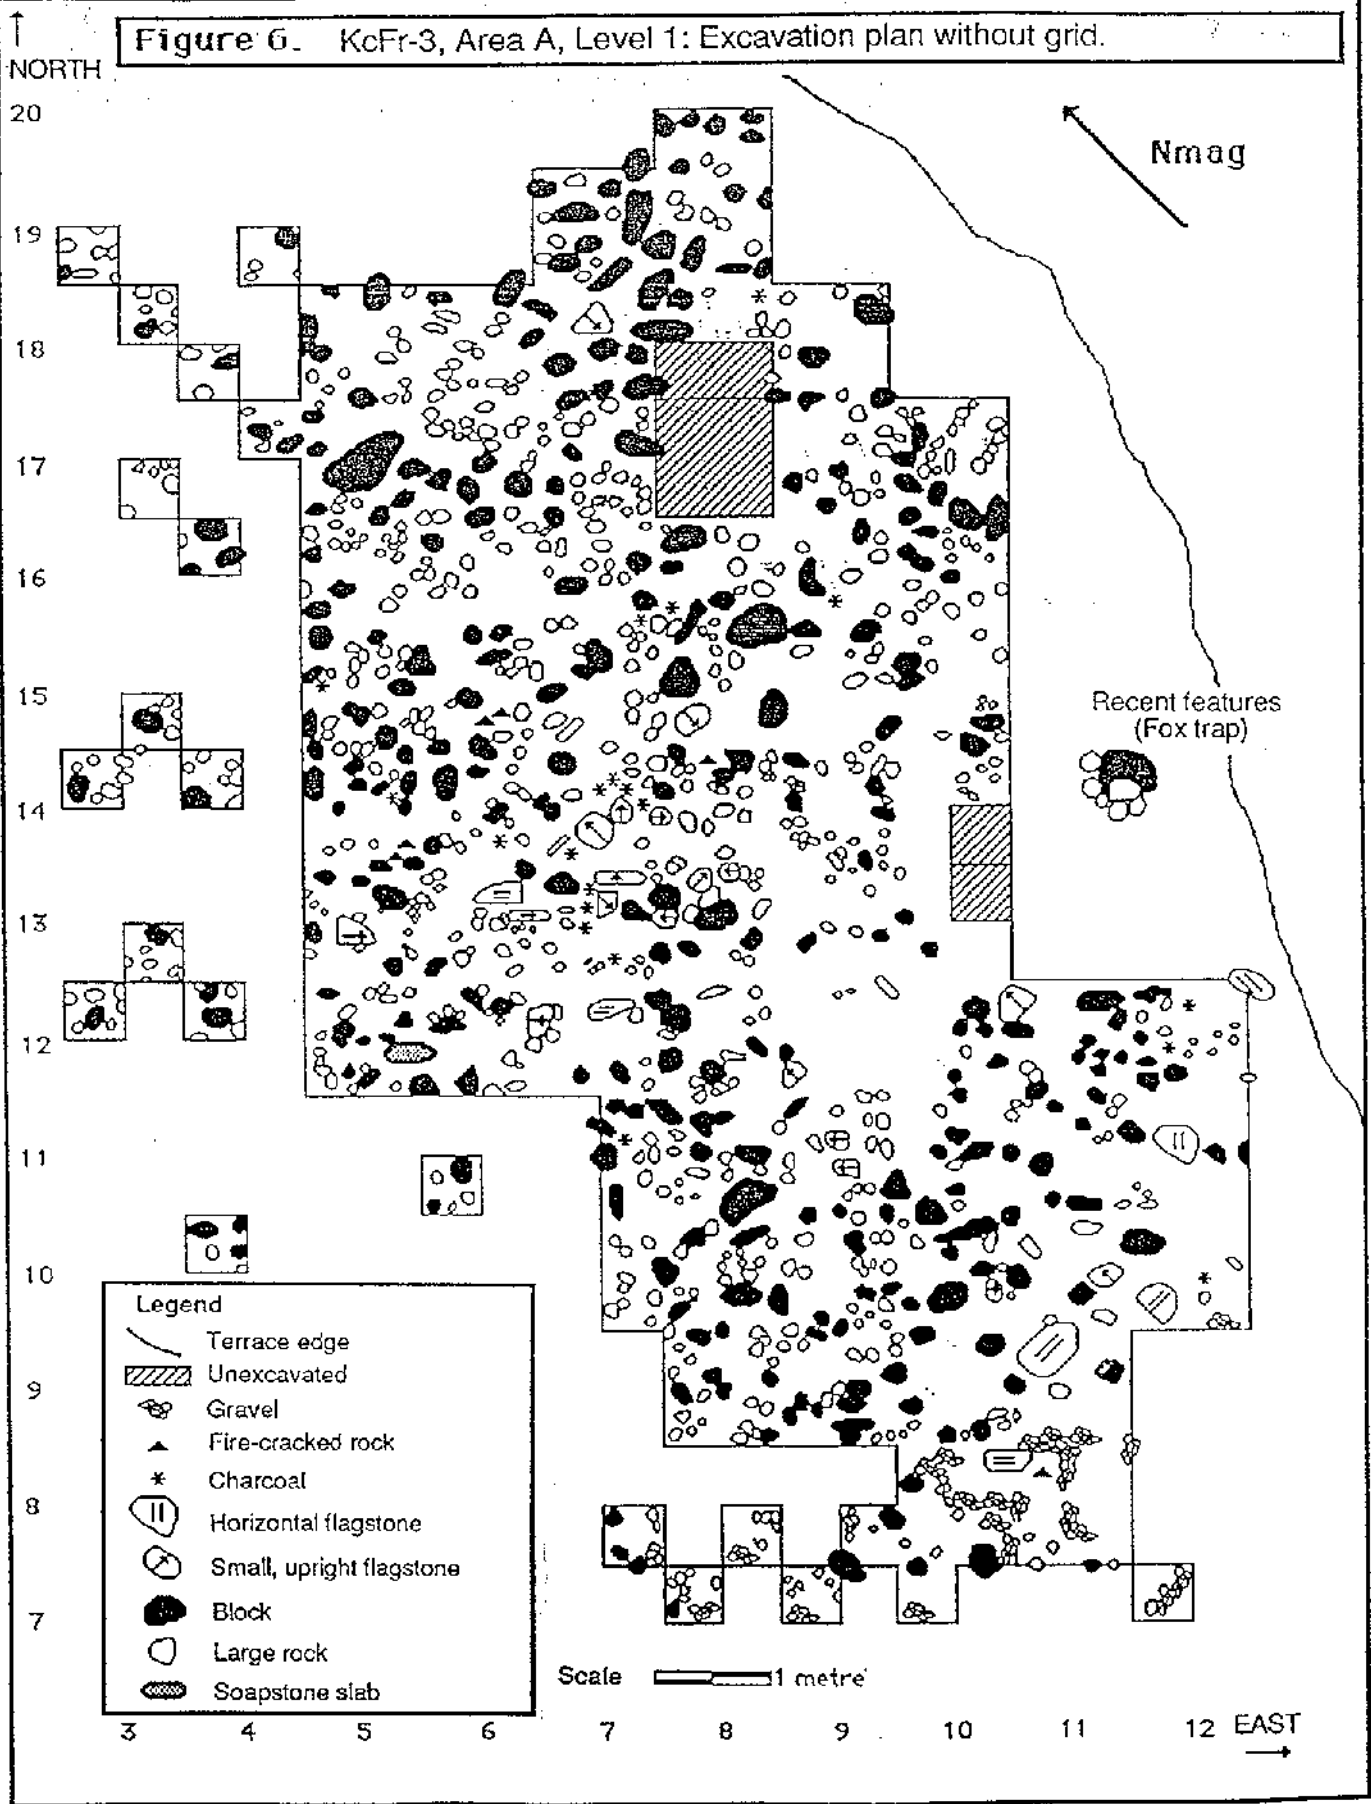 Figure 6. KcFr-3, Area A, Level 1: Excavation plan without grid.
NORTH
20
Nmag
19
18
17
16
15
Recent features
(Fox trap)
14
13
12
11
10
Legend
Terrace edge
Unexcavated
9
Gravel
Fire-cracked rock
Charcoal
8
Horizontal flagstone
Small, upright flagstone
Block
7
Large rock
Scale 1 metre
Soapstone slab
3 4 5 6 7 8 9 10 11 12 EAST